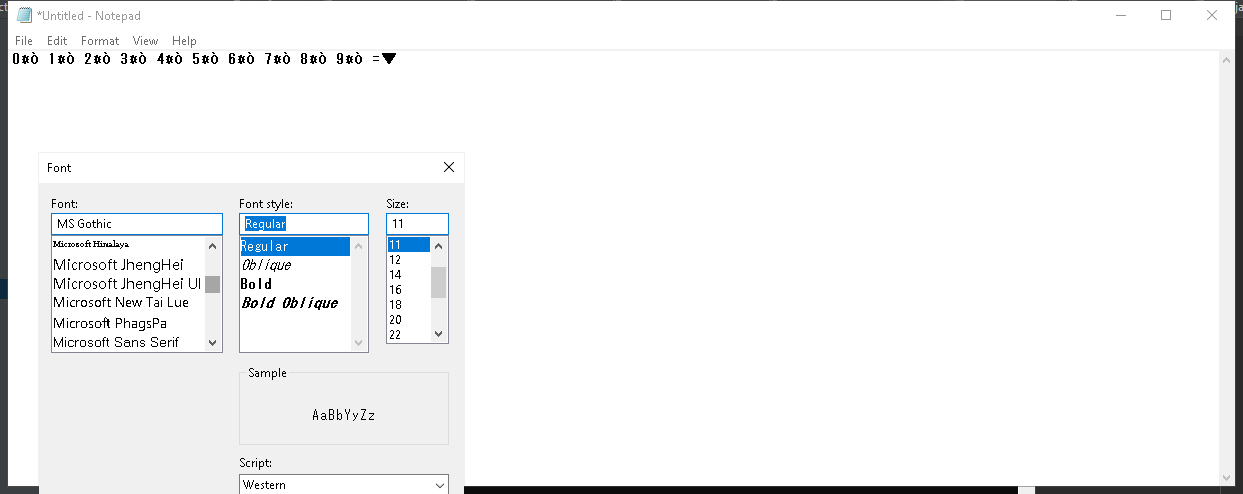 *Untitled - Notepad
File Edit Format View Help
0¤ò 1¤ò 2¤ò 3¤ò 4¤ò 5¤ò 6¤ò 7¤ò 8¤ò 9¤ò =▼
Font
Font: Font style: Size:
MS Gothic Regular 11
Microsoft Himalaya Regular 11
Microsoft JhengHei Oblique 12
Microsoft JhengHei UI Bold 14
Microsoft New Tai Lue Bold Oblique 16
Microsoft PhagsPa 18
Microsoft Sans Serif 20
22
Sample
AaBbYyZz
Script:
Western